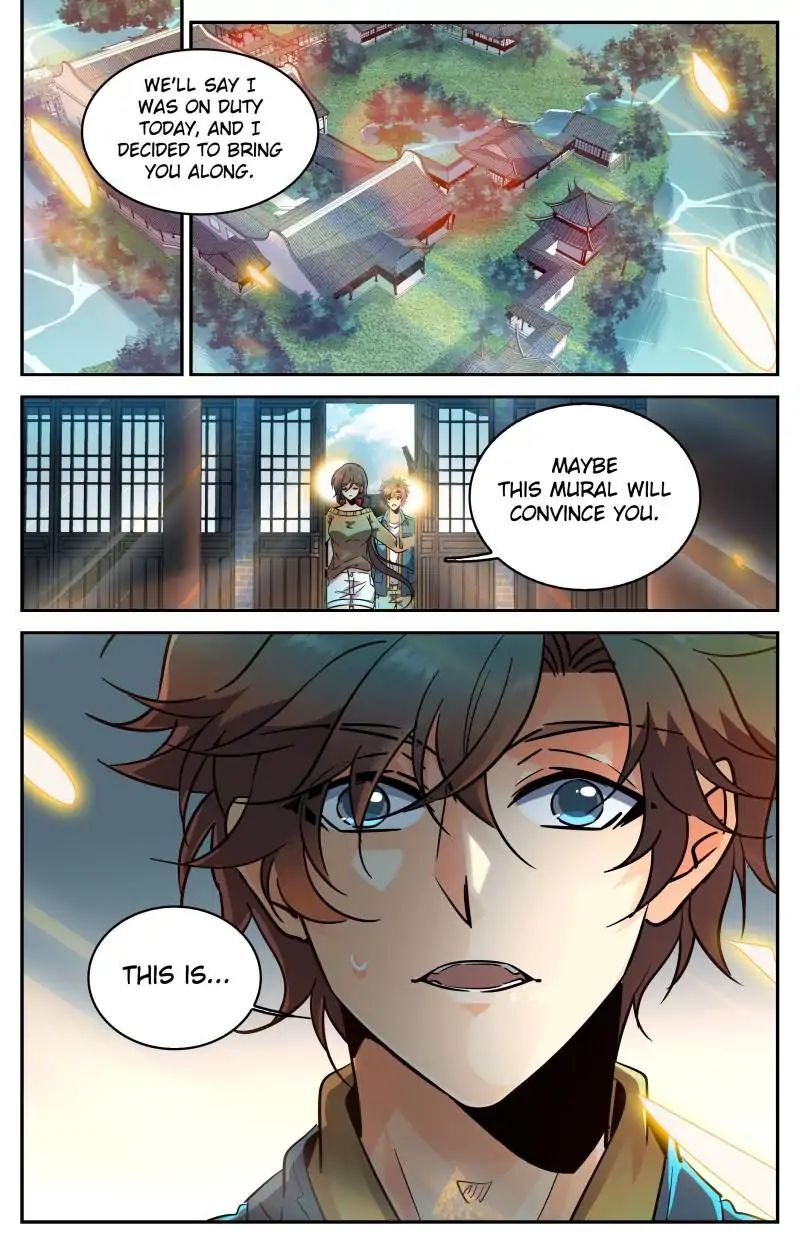 WE'LL SAY I
WAS ON DUTY
TODAY, AND I
DECIDED TO BRING
YOU ALONG.
MAYBE
THIS MURAL WILL
CONVINCE YOU.
THIS IS...